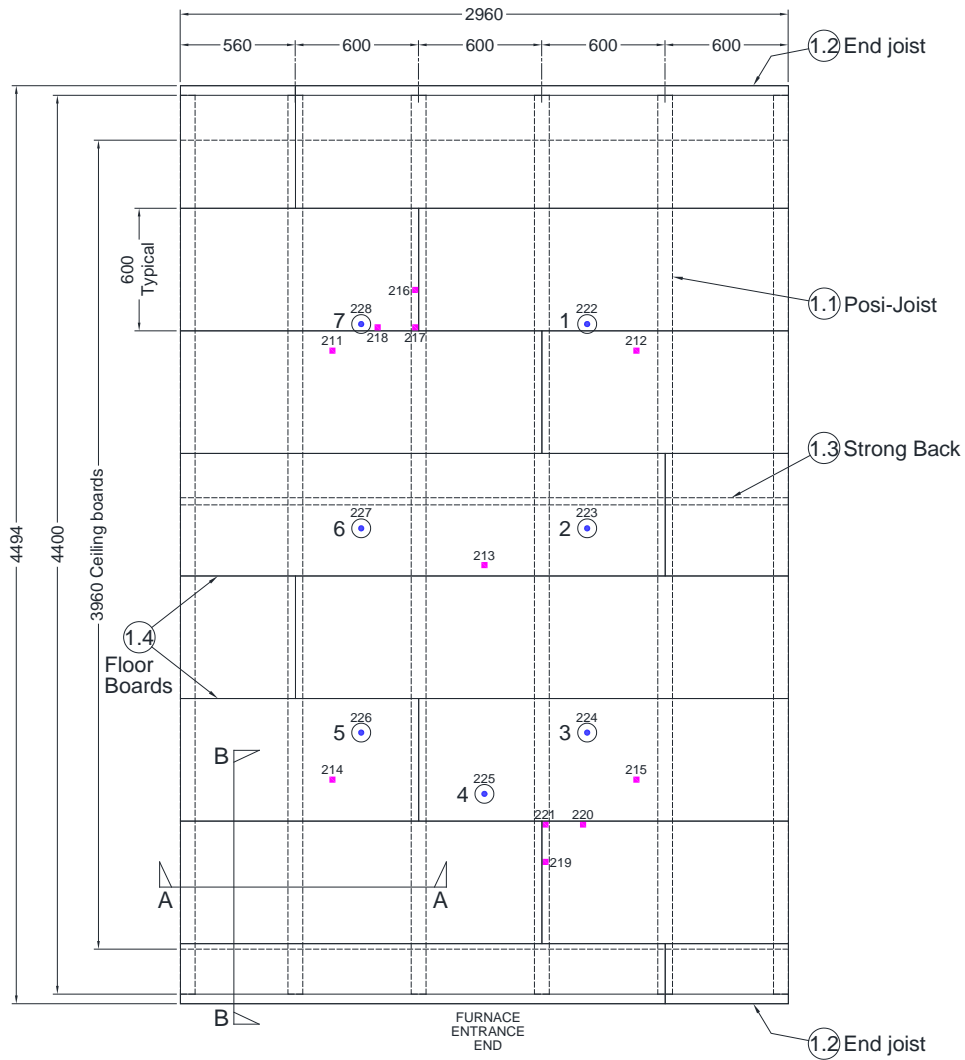 2960
560
600
600
600
600
1.2 End joist
600
Typical
216
228
7
218
217
211
222
1
212
1.1 Posi-Joist
1.3 Strong Back
4494
4400
3960 Ceiling boards
227
6
223
2
213
1.4
Floor
Boards
226
5
224
3
B
214
225
4
215
221
220
219
A
A
B
FURNACE
ENTRANCE
END
1.2 End joist